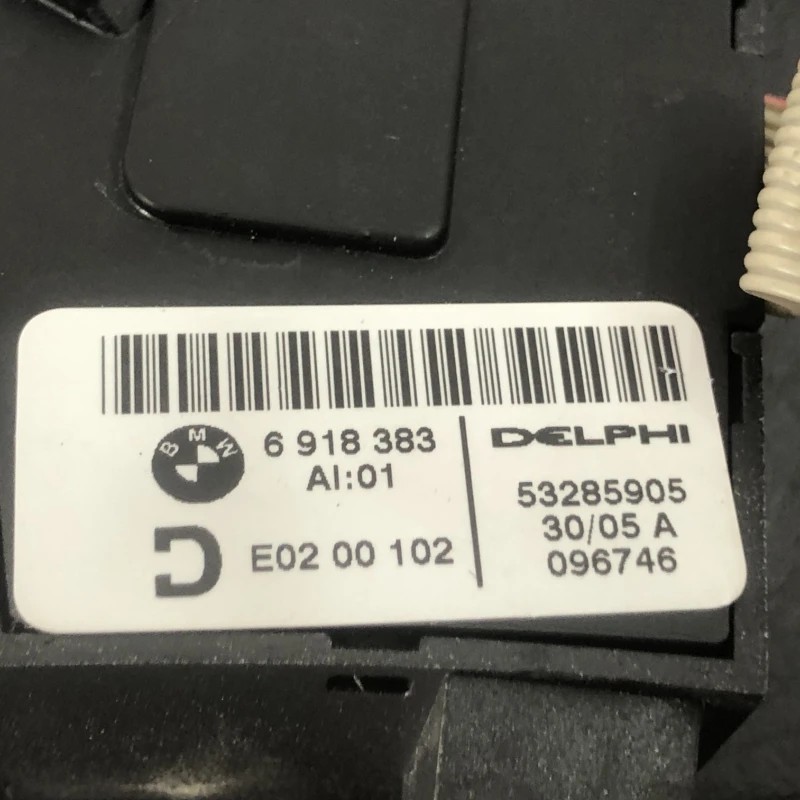 BMW
6 918 383
AI:01
E02 00 102
DELPHI
53285905
30/05 A
096746